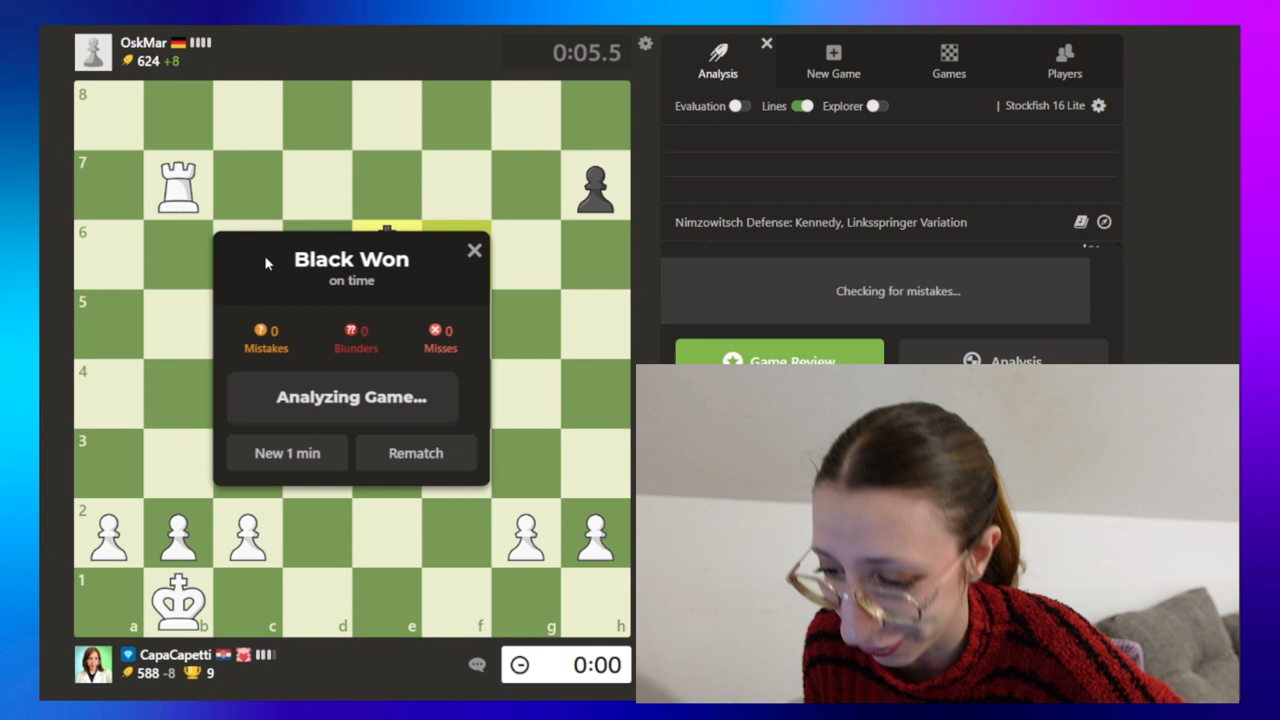 OskMar
624 +8
0:05.5
Analysis
New Game
Games
Players
Evaluation
Lines
Explorer
| Stockfish 16 Lite
Nimzowitsch Defense: Kennedy, Linksspringer Variation
Checking for mistakes...
Game Review
Analysis
8
7
6
5
4
3
2
1
a
b
c
d
e
f
g
h
Black Won
on time
? 0
?? 0
0
Mistakes
Blunders
Misses
Analyzing Game...
New 1 min
Rematch
CapaCapetti
588 -8
9
0:00